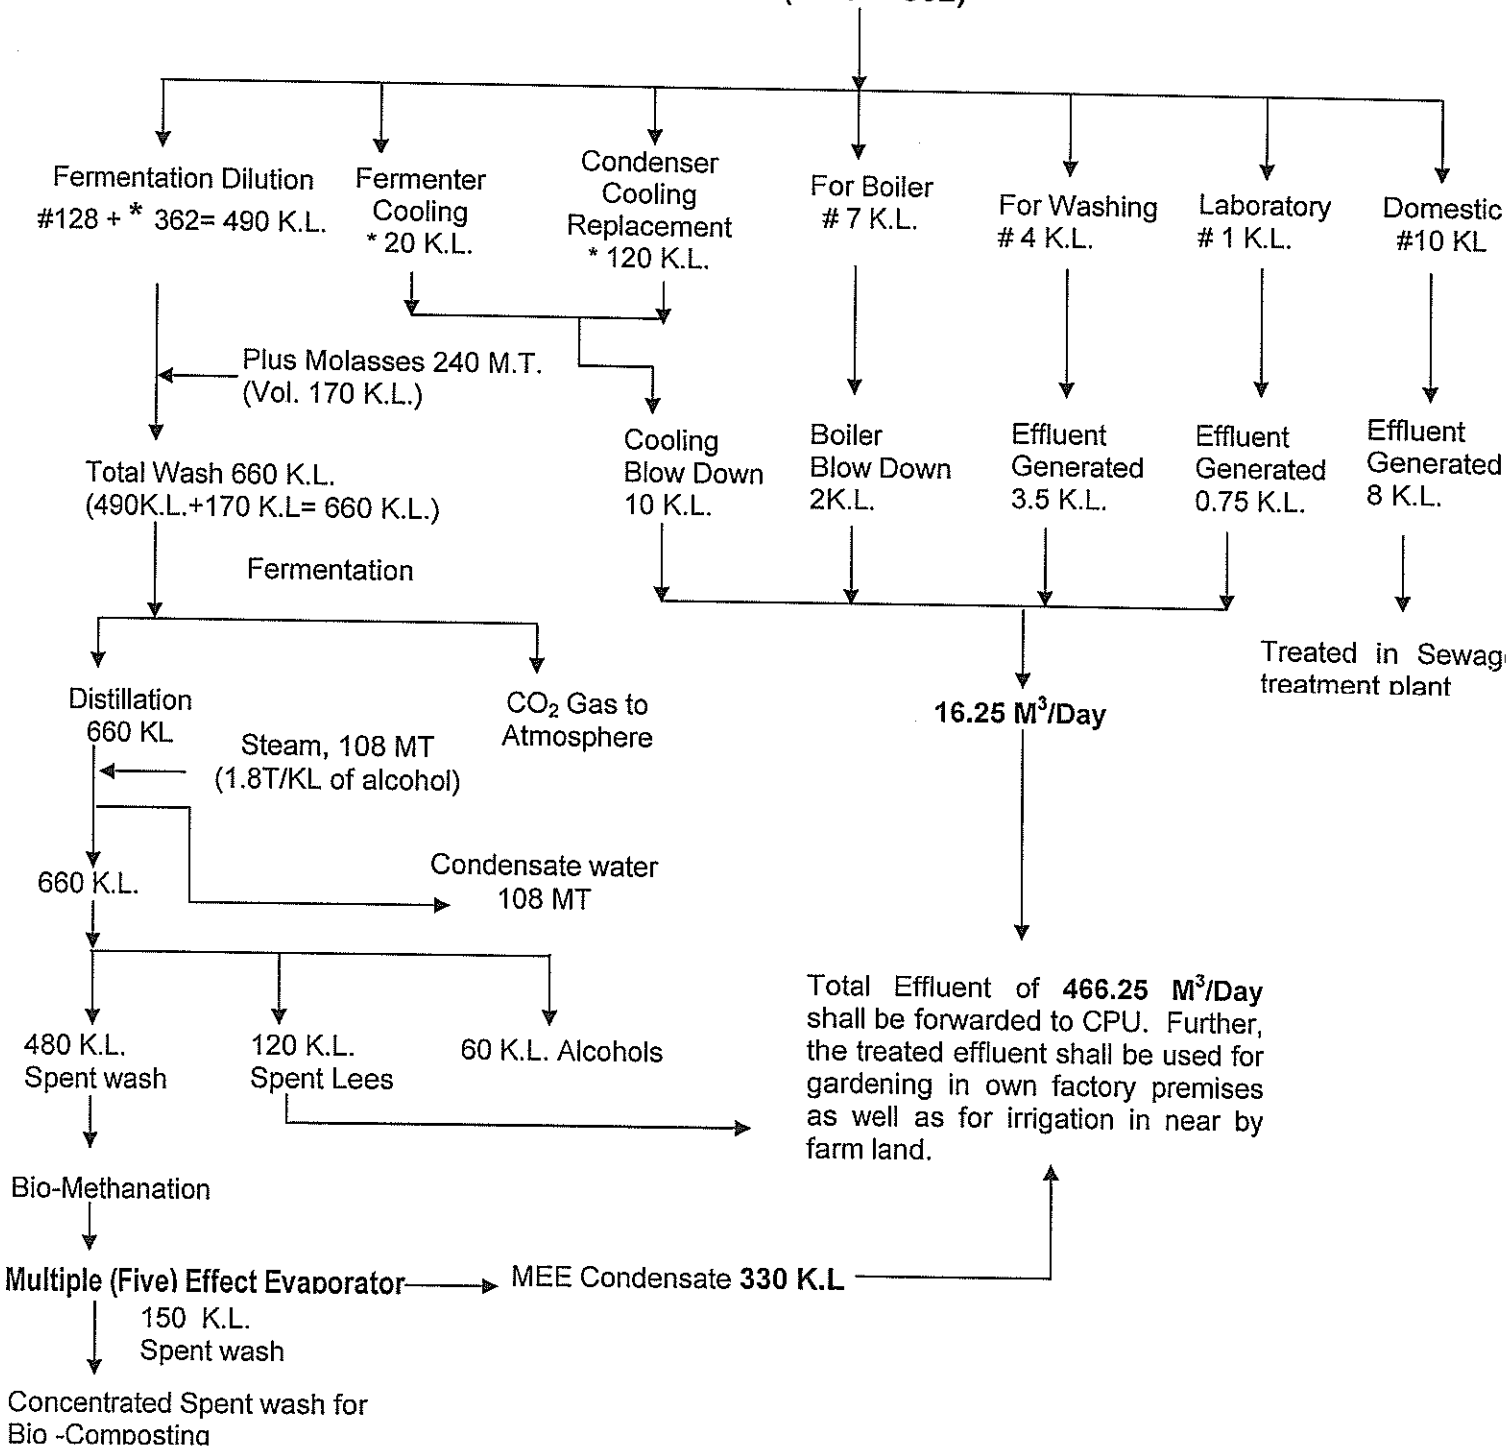 Fermentation Dilution
#128 + * 362= 490 K.L.
Fermenter
Cooling
* 20 K.L.
Condenser
Cooling
Replacement
* 120 K.L.
For Boiler
# 7 K.L.
For Washing
# 4 K.L.
Laboratory
# 1 K.L.
Domestic
#10 KL
Plus Molasses 240 M.T.
(Vol. 170 K.L.)
Total Wash 660 K.L.
(490K.L.+170 K.L= 660 K.L.)
Cooling
Blow Down
10 K.L.
Boiler
Blow Down
2K.L.
Effluent
Generated
3.5 K.L.
Effluent
Generated
0.75 K.L.
Effluent
Generated
8 K.L.
Fermentation
Distillation
660 KL
CO₂ Gas to
Atmosphere
16.25 M³/Day
Treated in Sewage
treatment plant
Steam, 108 MT
(1.8T/KL of alcohol)
660 K.L.
Condensate water
108 MT
480 K.L.
Spent wash
120 K.L.
Spent Lees
60 K.L. Alcohols
Total Effluent of 466.25 M³/Day
shall be forwarded to CPU. Further,
the treated effluent shall be used for
gardening in own factory premises
as well as for irrigation in near by
farm land.
Bio-Methanation
Multiple (Five) Effect Evaporator
MEE Condensate 330 K.L
150 K.L.
Spent wash
Concentrated Spent wash for
Bio -Composting